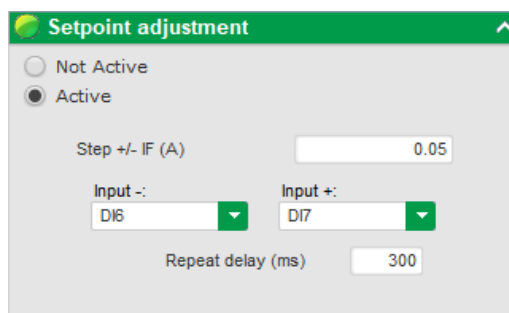 Setpoint adjustment
Not Active
Active
Step +/- IF (A) 0.05
Input -: Input +:
DI6 DI7
Repeat delay (ms) 300